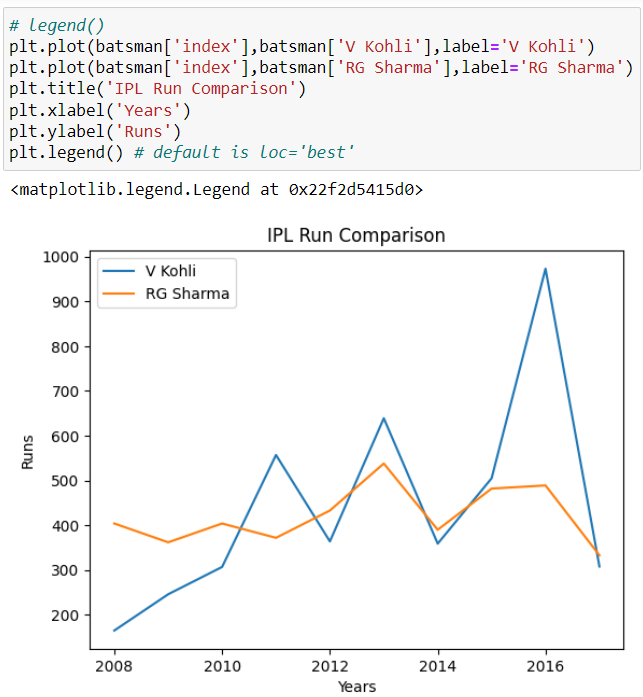 # legend()
plt.plot(batsman['index'],batsman['V Kohli'],label='V Kohli')
plt.plot(batsman['index'],batsman['RG Sharma'],label='RG Sharma')
plt.title('IPL Run Comparison')
plt.xlabel('Years')
plt.ylabel('Runs')
plt.legend() # default is loc='best'
<matplotlib.legend.Legend at 0x22f2d5415d0>
IPL Run Comparison
V Kohli
RG Sharma
1000
900
800
700
600
500
400
300
200
Runs
2008 2010 2012 2014 2016
Years